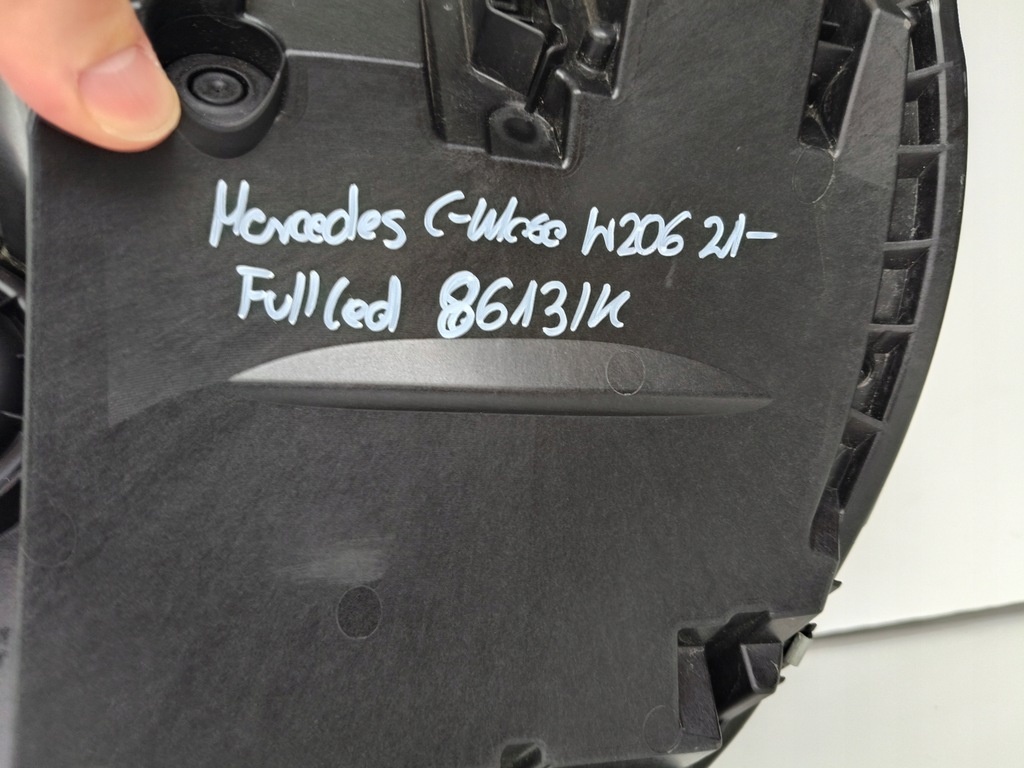 Mercedes C-Klasse W206 21-
Full Led 86131K